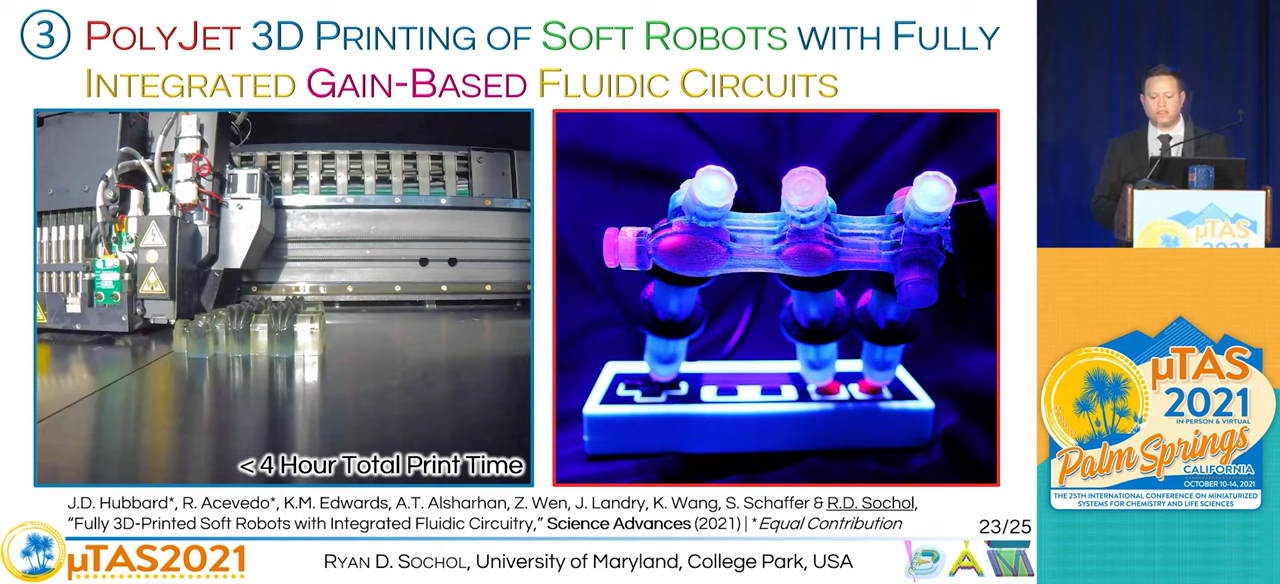 ③ POLYJET 3D PRINTING OF SOFT ROBOTS WITH FULLY
INTEGRATED GAIN-BASED FLUIDIC CIRCUITS
< 4 Hour Total Print Time
J.D. Hubbard*, R. Acevedo*, K.M. Edwards, A.T. Alsharhan, Z. Wen, J. Landry, K. Wang, S. Schaffer & R.D. Sochol,
"Fully 3D-Printed Soft Robots with Integrated Fluidic Circuitry," Science Advances (2021) | *Equal Contribution
23/25
μTAS2021
RYAN D. SOCHOL, University of Maryland, College Park, USA
BAM
μTAS
2021
μTAS
2021
IN-PERSON & VIRTUAL
Palm Springs
CALIFORNIA
OCTOBER 10-14, 2021
THE 25TH INTERNATIONAL CONFERENCE ON MINIATURIZED
SYSTEMS FOR CHEMISTRY AND LIFE SCIENCES